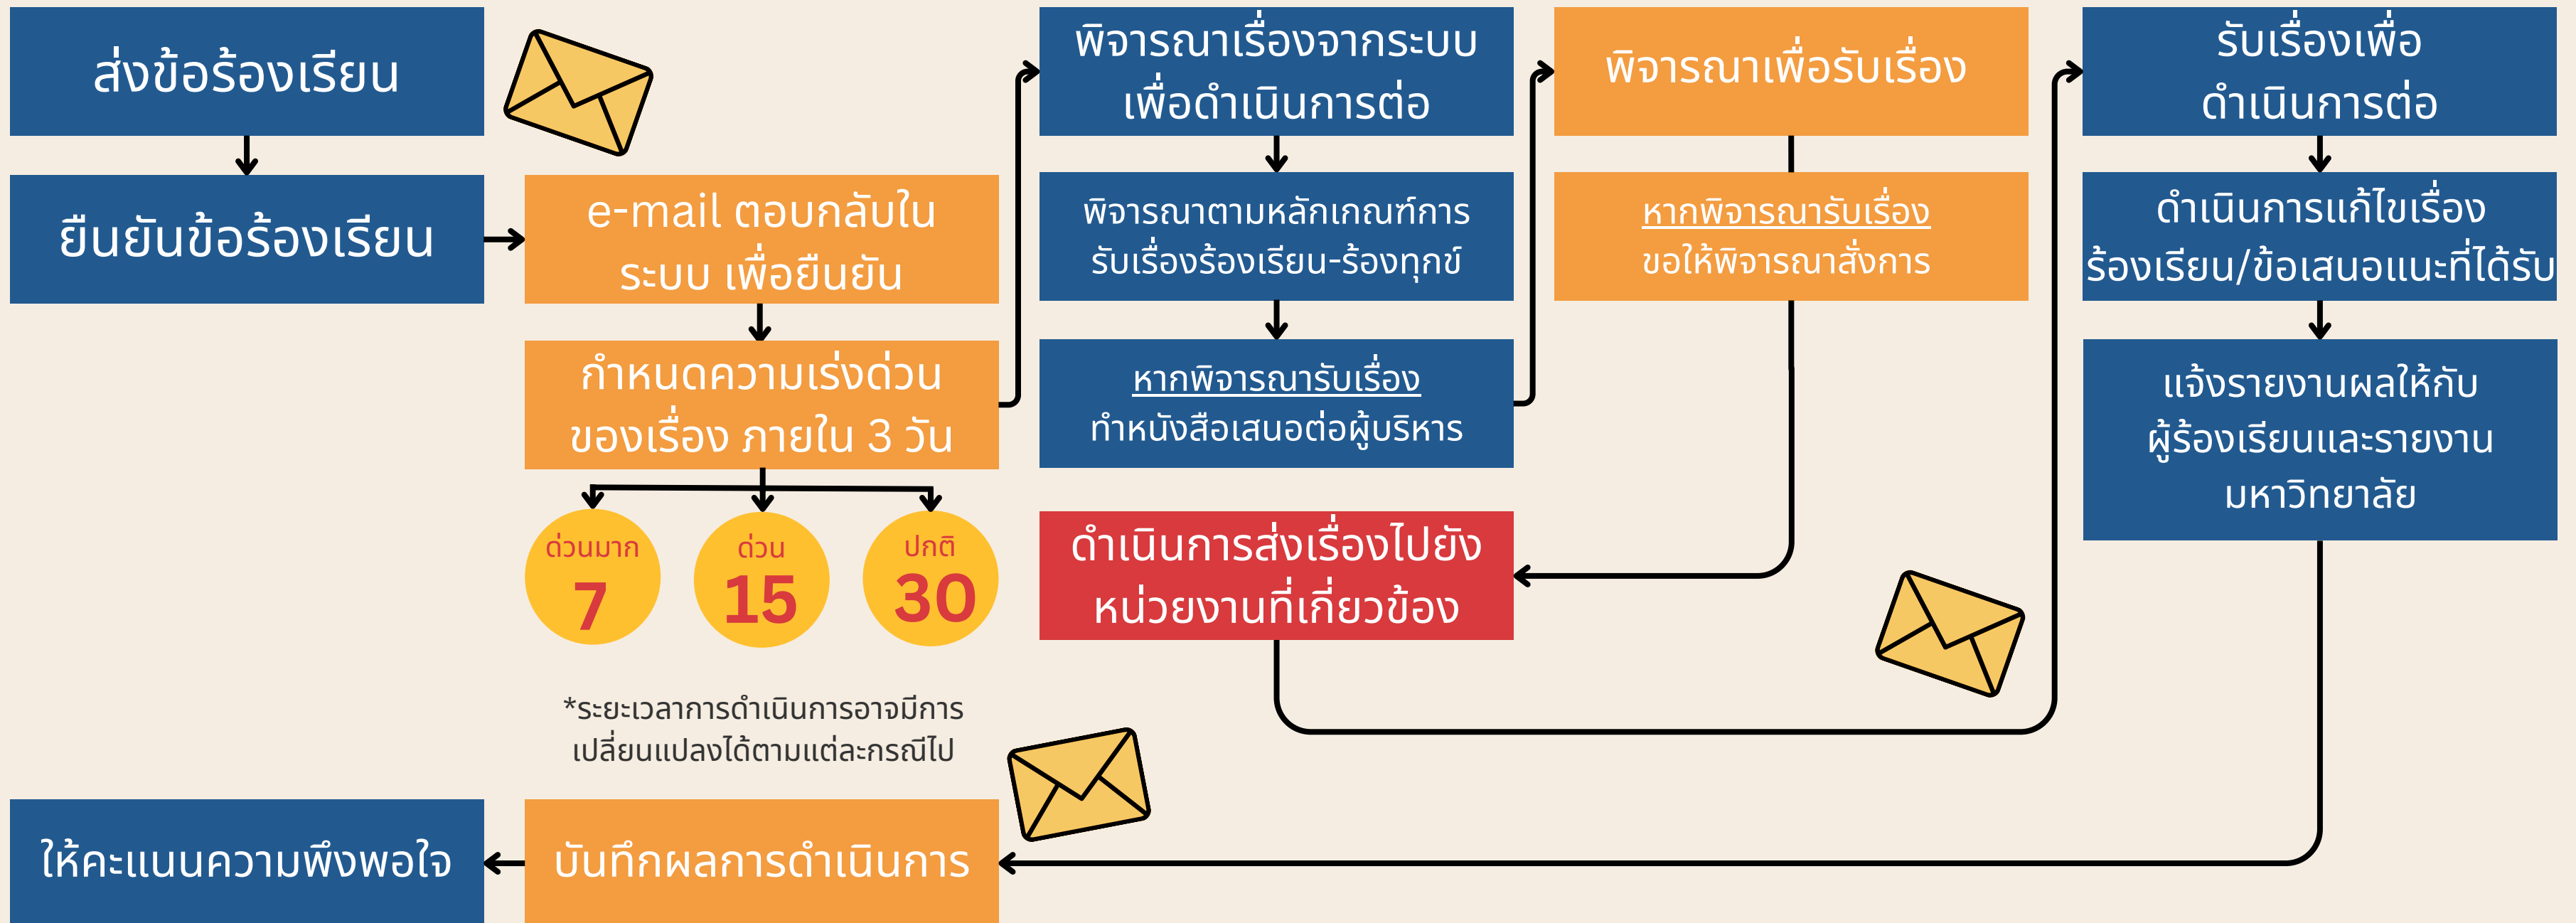 ส่งข้อร้องเรียน
ยืนยันข้อร้องเรียน
e-mail ตอบกลับใน
ระบบ เพื่อยืนยัน
กำหนดความเร่งด่วน
ของเรื่อง ภายใน 3 วัน
ด่วนมาก
7
ด่วน
15
ปกติ
30
*ระยะเวลาการดำเนินการอาจมีการ
เปลี่ยนแปลงได้ตามแต่ละกรณีไป
พิจารณาเรื่องจากระบบ
เพื่อดำเนินการต่อ
พิจารณาตามหลักเกณฑ์การ
รับเรื่องร้องเรียน-ร้องทุกข์
หากพิจารณารับเรื่อง
ทำหนังสือเสนอต่อผู้บริหาร
พิจารณาเพื่อรับเรื่อง
หากพิจารณารับเรื่อง
ขอให้พิจารณาสั่งการ
ดำเนินการส่งเรื่องไปยัง
หน่วยงานที่เกี่ยวข้อง
รับเรื่องเพื่อ
ดำเนินการต่อ
ดำเนินการแก้ไขเรื่อง
ร้องเรียน/ข้อเสนอแนะที่ได้รับ
แจ้งรายงานผลให้กับ
ผู้ร้องเรียนและรายงาน
มหาวิทยาลัย
บันทึกผลการดำเนินการ
ให้คะแนนความพึงพอใจ